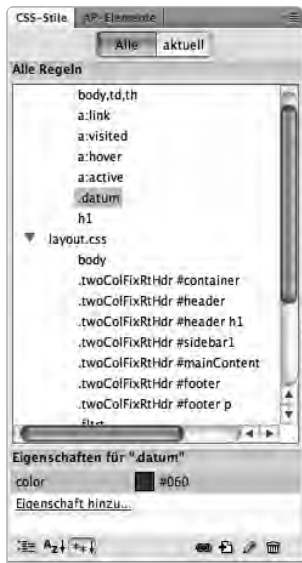 CSS-Stile AP-Elemente
Alle aktuell
Alle Regeln
body,td,th
a:link
a:visited
a:hover
a:active
.datum
h1
layout.css
body
.twoColFixRtHdr #container
.twoColFixRtHdr #header
.twoColFixRtHdr #header h1
.twoColFixRtHdr #sidebar1
.twoColFixRtHdr #mainContent
.twoColFixRtHdr #footer
.twoColFixRtHdr #footer p
Eigenschaften für ".datum"
color #060
Eigenschaft hinzu...